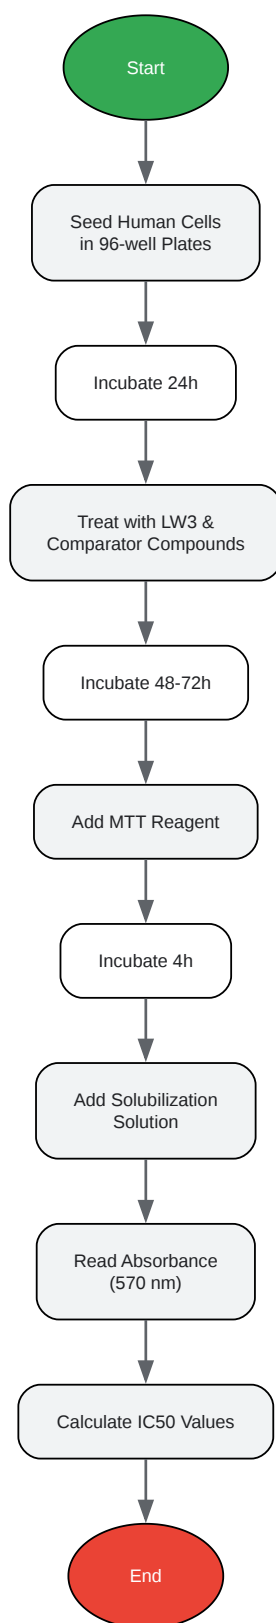 Start
Seed Human Cells
in 96-well Plates
Incubate 24h
Treat with LW3 &
Comparator Compounds
Incubate 48-72h
Add MTT Reagent
Incubate 4h
Add Solubilization
Solution
Read Absorbance
(570 nm)
Calculate IC50 Values
End